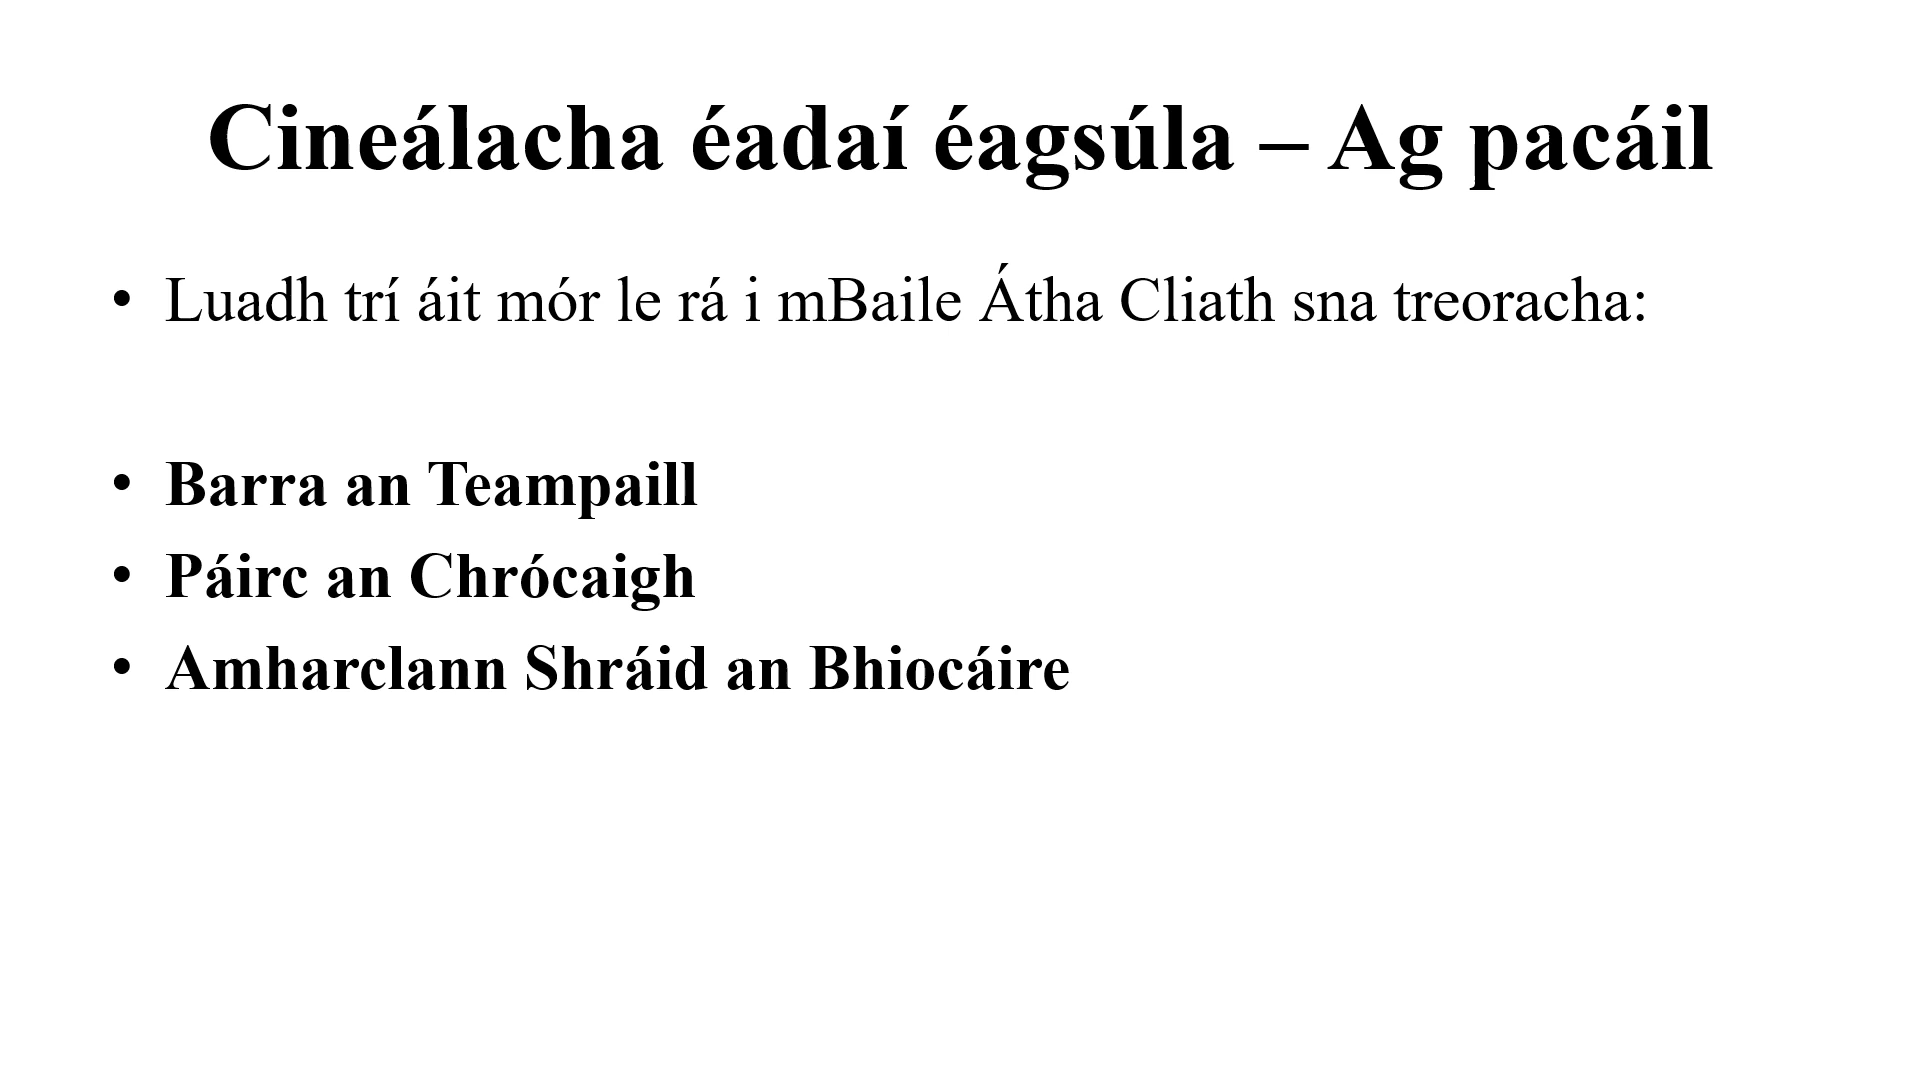 Cineálacha éadaí éagsúla – Ag pacáil
• Luadh trí áit mór le rá i mBaile Átha Cliath sna treoracha:
• Barra an Teampaill
• Páirc an Chrócaigh
• Amharclann Shráid an Bhiocáire